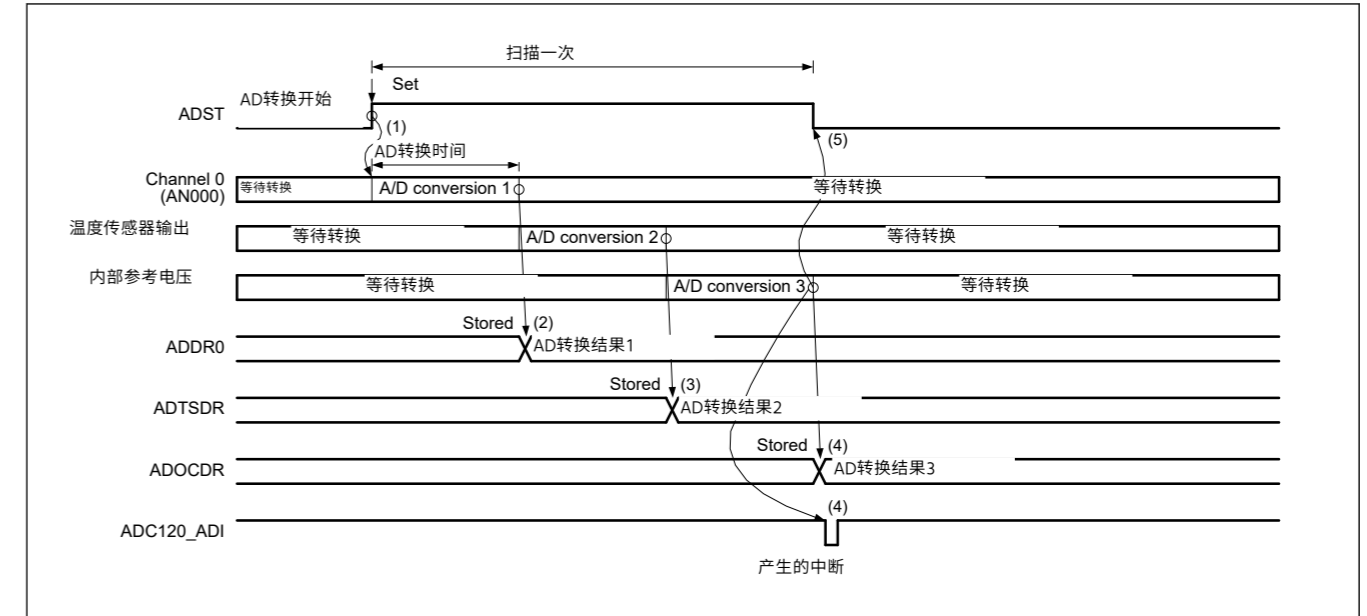 扫描一次
Set
AD转换开始
ADST
(1)
(5)
AD转换时间
Channel 0
(AN000)
等待转换
A/D conversion 1
等待转换
温度传感器输出
等待转换
A/D conversion 2
等待转换
内部参考电压
等待转换
A/D conversion 3
等待转换
Stored
(2)
ADDR0
AD转换结果1
Stored
(3)
ADTSDR
AD转换结果2
Stored
(4)
ADOCDR
AD转换结果3
(4)
ADC120_ADI
产生的中断